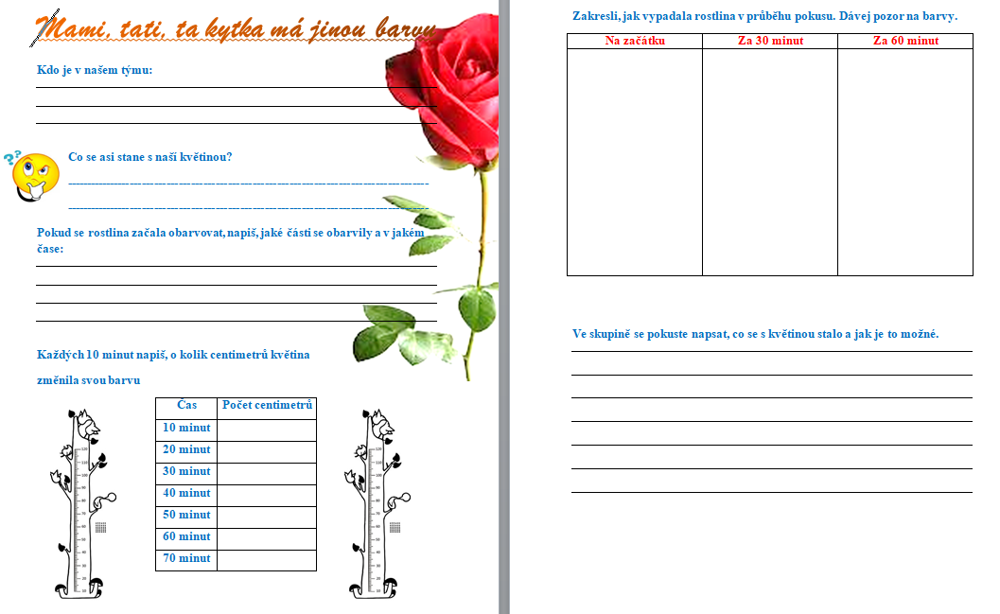 Mami, tati, ta kytka má jinou barvu
Kdo je v našem týmu:
??
Co se asi stane s naší květinou?
Pokud se rostlina začala obarvovat, napiš, jaké části se obarvily a v jakém
čase:
Každých 10 minut napiš, o kolik centimetrů květina
změnila svou barvu
Čas Počet centimetrů
10 minut
20 minut
30 minut
40 minut
50 minut
60 minut
70 minut
Zakresli, jak vypadala rostlina v průběhu pokusu. Dávej pozor na barvy.
Na začátku Za 30 minut Za 60 minut
Ve skupině se pokuste napsat, co se s květinou stalo a jak je to možné.